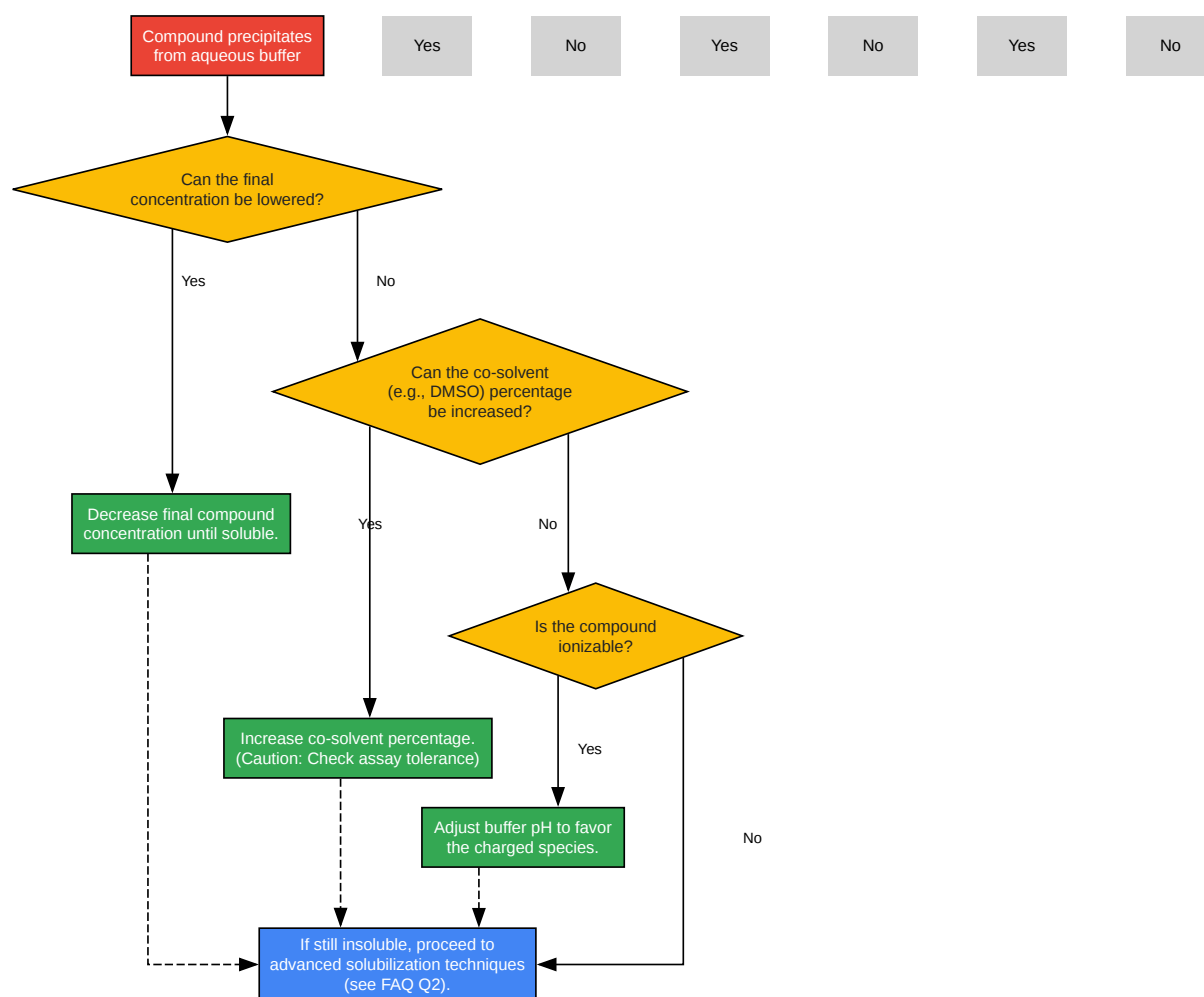 Compound precipitates
from aqueous buffer
Yes
No
Yes
No
Yes
No
Can the final
concentration be lowered?
Yes
No
Can the co-solvent
(e.g., DMSO) percentage
be increased?
Decrease final compound
concentration until soluble.
Yes
No
Is the compound
ionizable?
Increase co-solvent percentage.
(Caution: Check assay tolerance)
Yes
Adjust buffer pH to favor
the charged species.
No
If still insoluble, proceed to
advanced solubilization techniques
(see FAQ Q2).